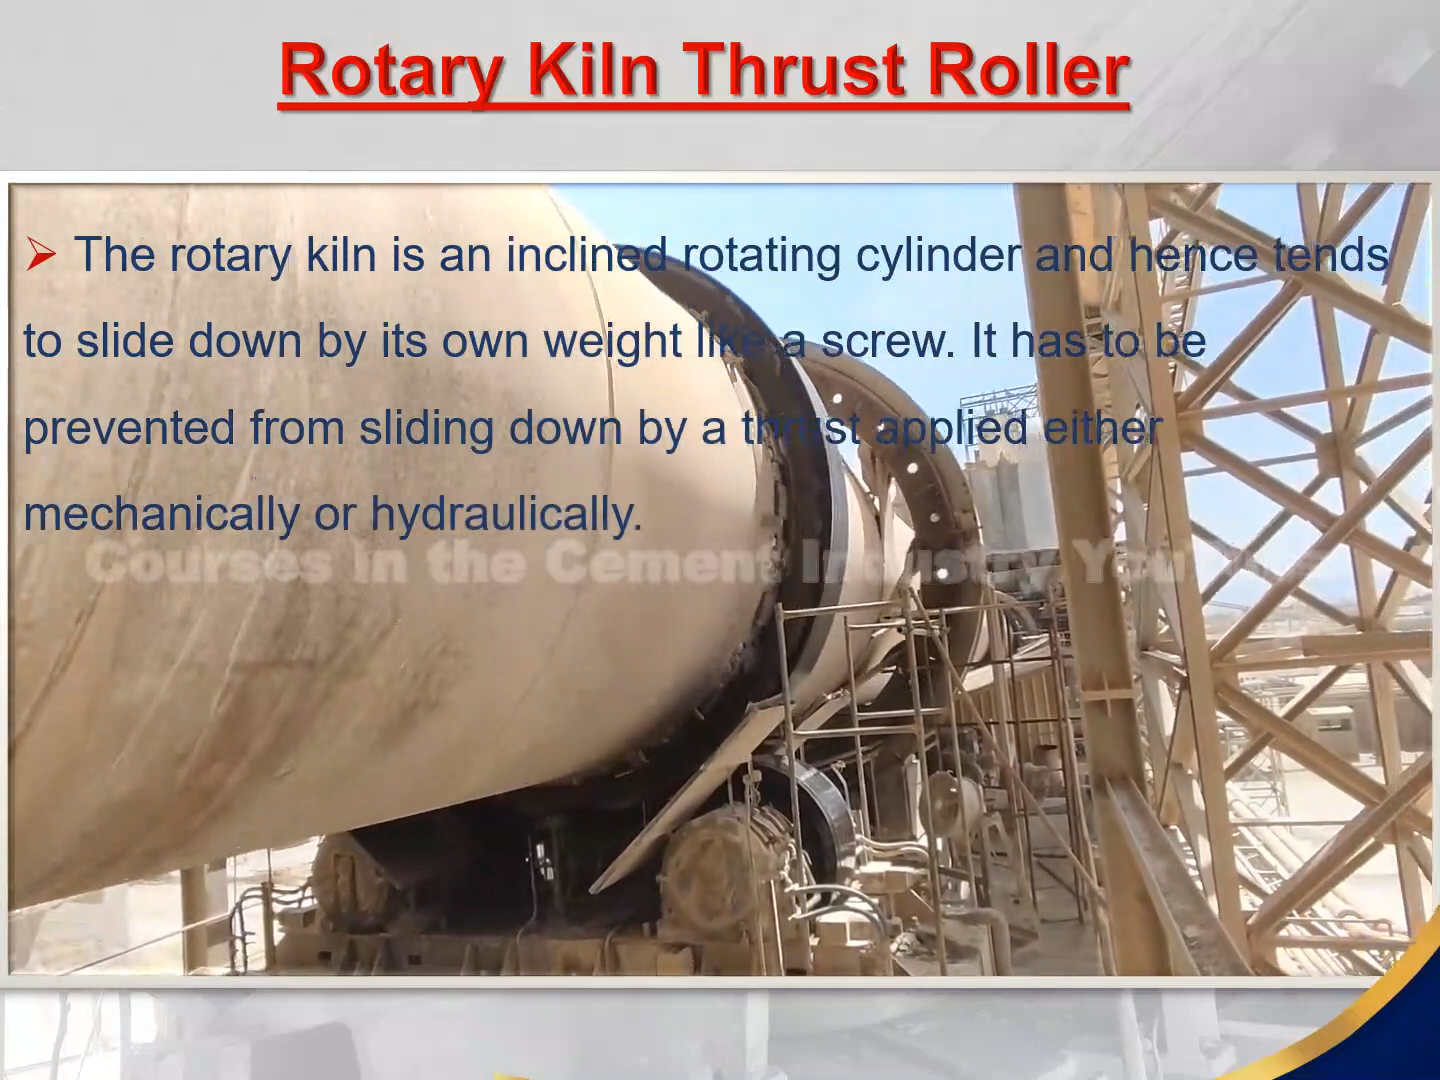 Rotary Kiln Thrust Roller
➢ The rotary kiln is an inclined rotating cylinder and hence tends
to slide down by its own weight like a screw. It has to be
prevented from sliding down by a thrust applied either
mechanically or hydraulically.
Courses in the Cement Industry